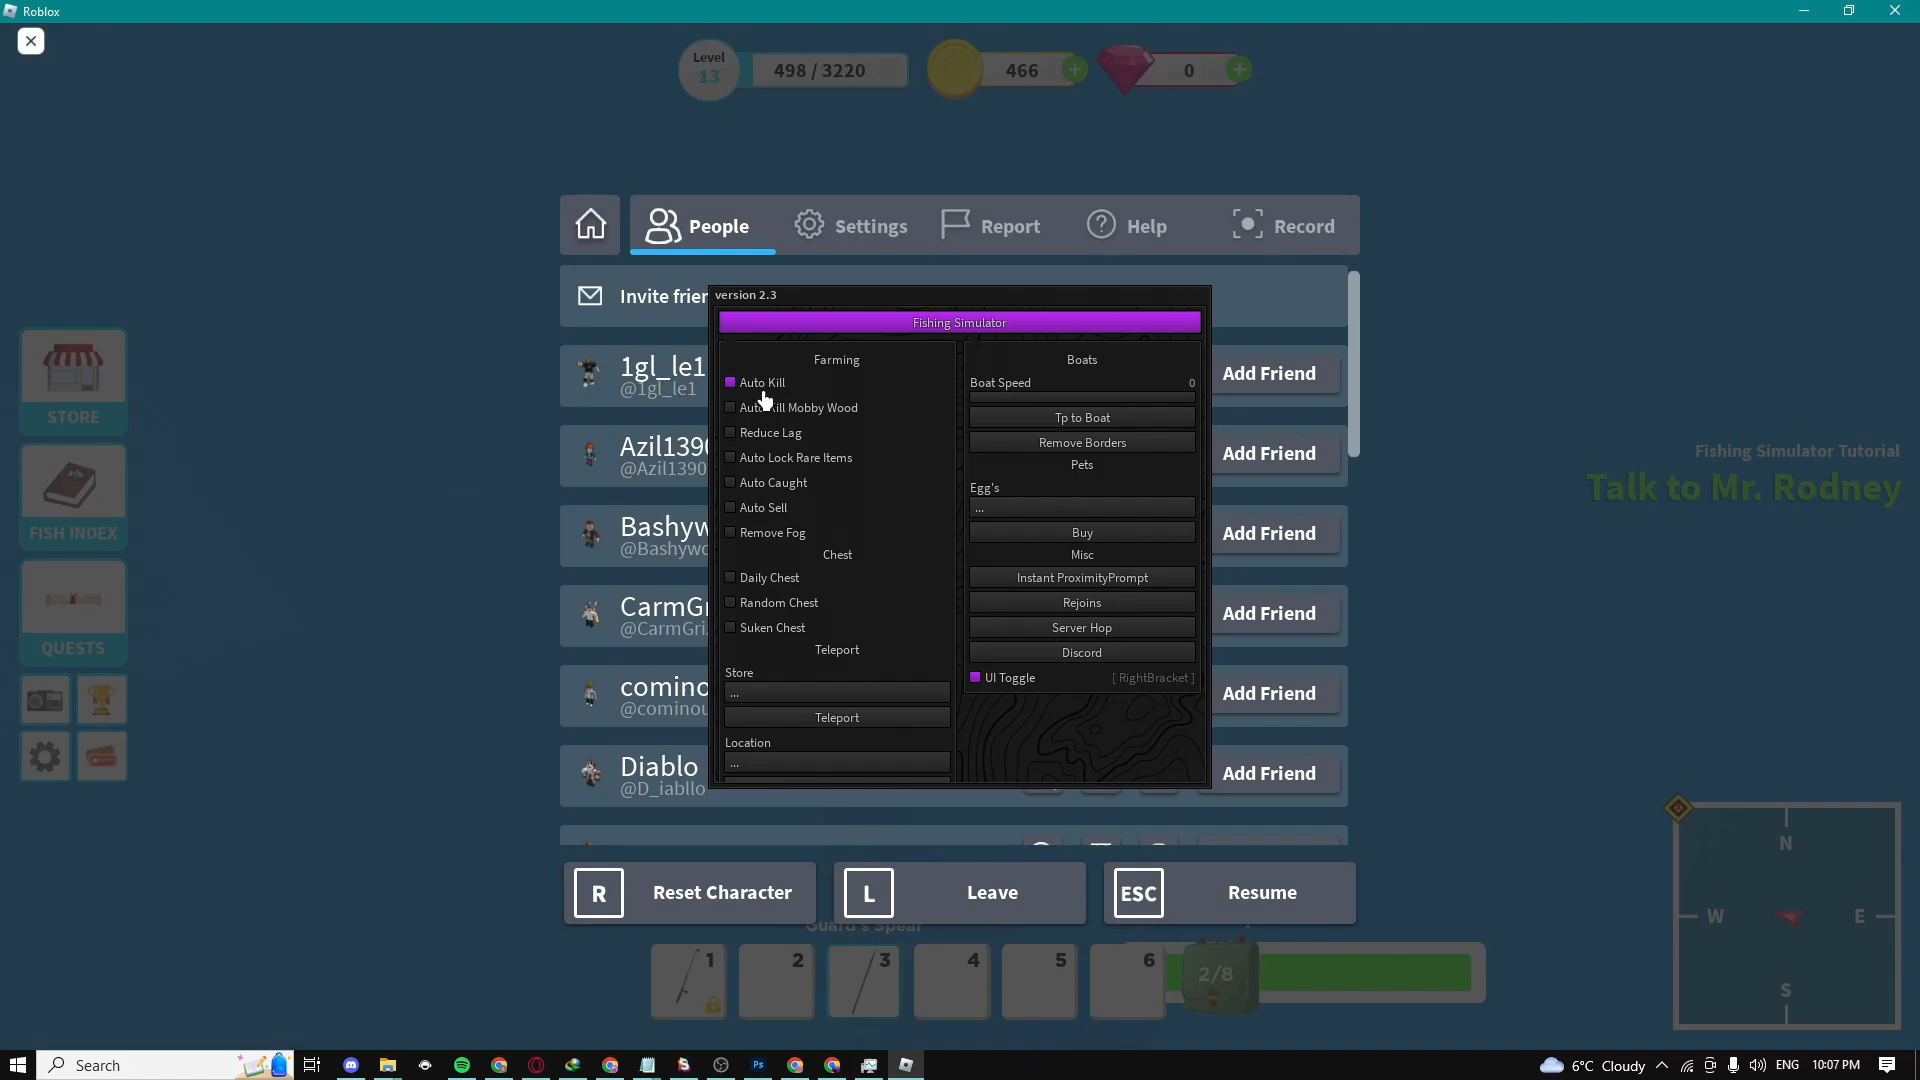 Roblox
Level
13
498 / 3220
466
0
People
Settings
Report
Help
Record
Invite frier
1gl_le1
@1gl_le1
Add Friend
Azil1390
@Azil1390
Add Friend
Bashyw
@Bashywo
Add Friend
CarmGr
@CarmGri
Add Friend
comino
@cominou
Add Friend
Diablo
@D_iabllo
Add Friend
version 2.3
Fishing Simulator
Farming
Auto Kill
Auto Kill Mobby Wood
Reduce Lag
Auto Lock Rare Items
Auto Caught
Auto Sell
Remove Fog
Chest
Daily Chest
Random Chest
Suken Chest
Teleport
Store
...
Teleport
Location
...
Boats
Boat Speed 0
Tp to Boat
Remove Borders
Pets
Egg's
...
Buy
Misc
Instant ProximityPrompt
Rejoins
Server Hop
Discord
UI Toggle [ RightBracket ]
STORE
FISH INDEX
QUESTS
Fishing Simulator Tutorial
Talk to Mr. Rodney
R Reset Character
L Leave
ESC Resume
Guard's Spear
1
2
3
4
5
6
2/8
N
W
E
S
Search
Ps
6°C Cloudy
ENG
10:07 PM